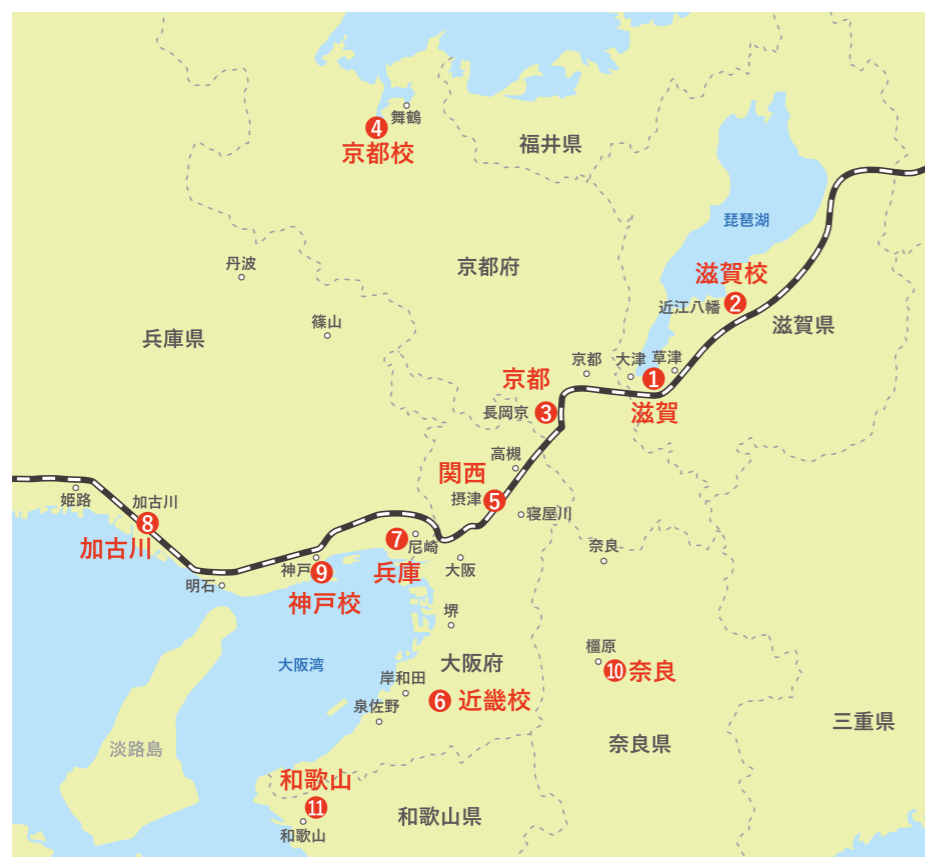 舞鶴
4
京都校
福井県
琵琶湖
丹波
京都府
滋賀校
近江八幡
2
篠山
滋賀県
兵庫県
京都
大津
草津
1
滋賀
京都
長岡京
3
高槻
関西
摂津
5
寝屋川
姫路
加古川
8
加古川
7
尼崎
兵庫
大阪
奈良
神戸
9
神戸校
明石
堺
橿原
10
奈良
大阪湾
大阪府
岸和田
泉佐野
6
近畿校
淡路島
奈良県
三重県
和歌山
11
和歌山
和歌山県